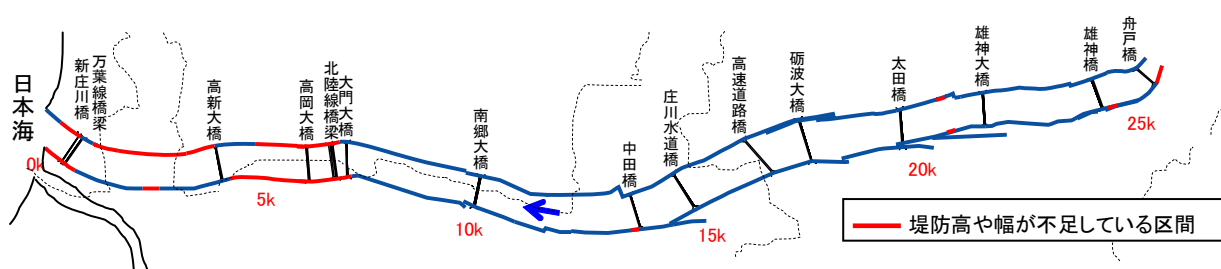 日本海
0k
新庄川橋
万葉線橋梁
高新大橋
5k
高岡大橋
北陸線橋梁
大門大橋
南郷大橋
10k
中田橋
庄川水道橋
15k
高速道路橋
砺波大橋
太田橋
20k
雄神大橋
雄神橋
舟戸橋
25k
堤防高や幅が不足している区間